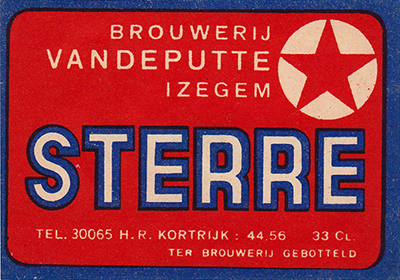 BROUWERIJ
VANDEPUTTE
IZEGEM
STERRE
TEL. 30065 H. R. KORTRIJK : 44.56 33 CL.
TER BROUWERIJ GEBOTTELD